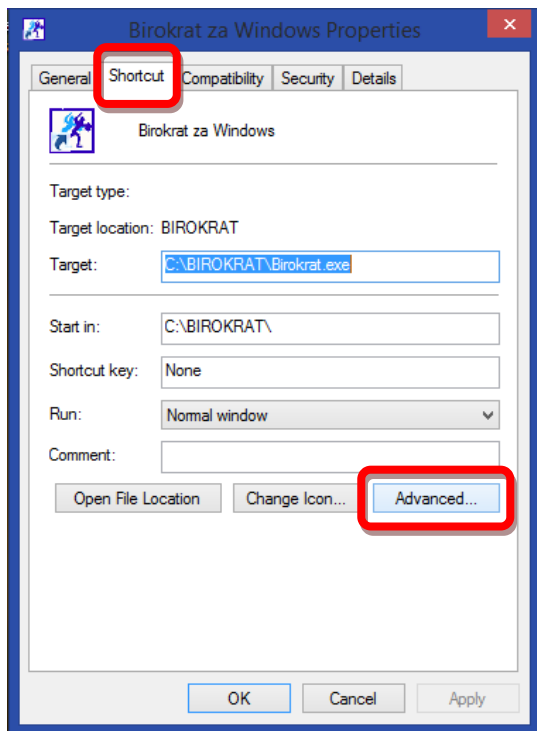 Birokrat za Windows Properties
General Shortcut Compatibility Security Details
Birokrat za Windows
Target type:
Target location: BIROKRAT
Target: C:\BIROKRAT\Birokrat.exe
Start in: C:\BIROKRAT\
Shortcut key: None
Run: Normal window
Comment:
Open File Location Change Icon... Advanced...
OK Cancel Apply